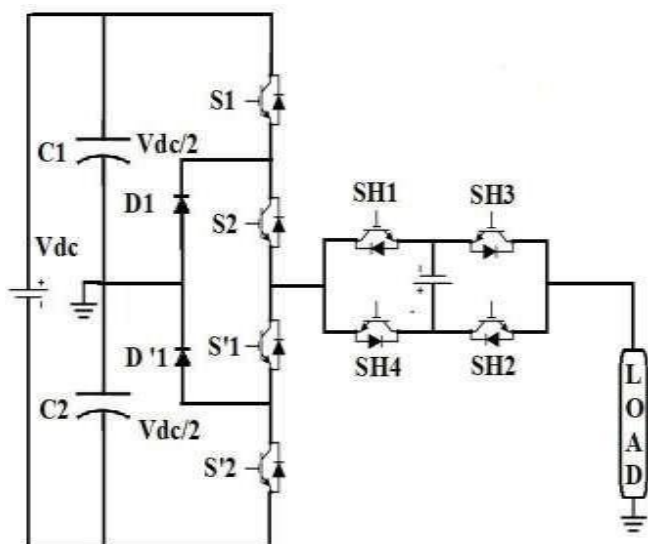 S1
C1 Vdc/2
D1 S2
SH1 SH3
Vdc
+
-
-
+
D'1 S'1
SH4 SH2
C2 Vdc/2
S'2
L
O
A
D